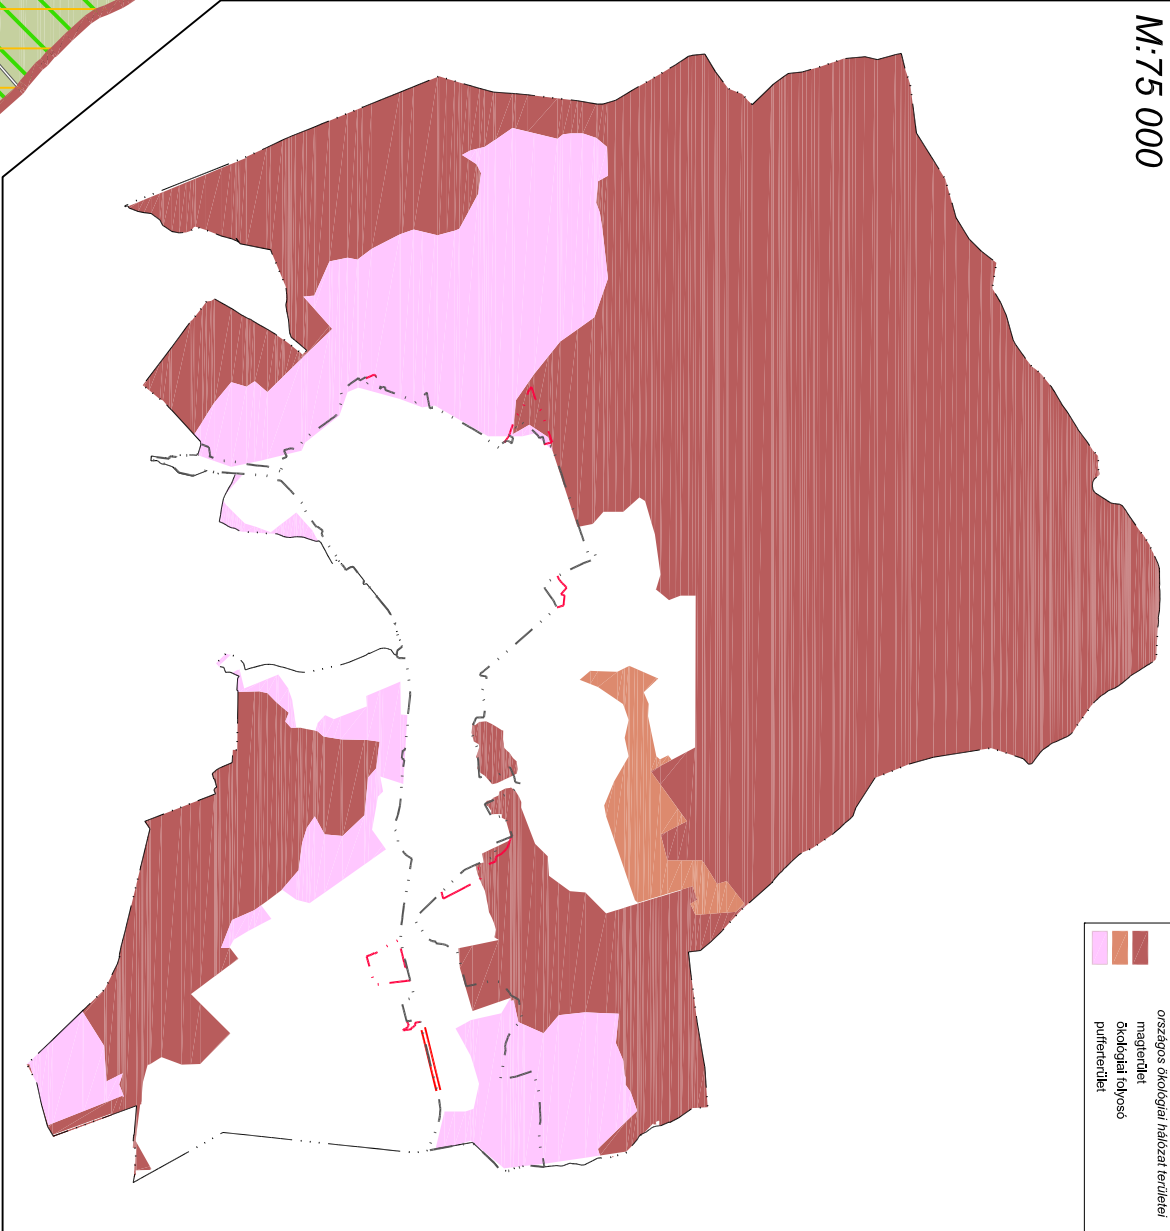 M:75 000
országos ökológiai hálózat területei
magterület
ökológiai folyosó
pufferterület